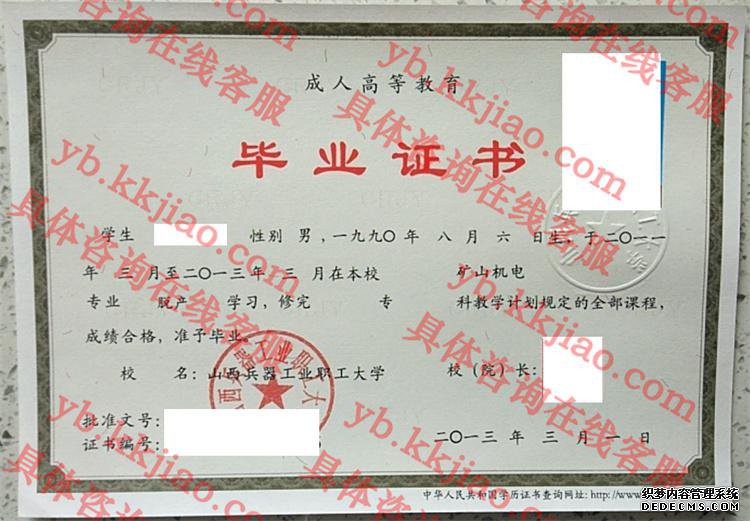 成人高等教育
毕业证书
学生 性别 男，一九九〇年 八 月 六 日生，于二〇一一
年 三 月至二〇一三年 三 月在本校 矿山机电
专业 脱产 学习，修完 专 科教学计划规定的全部课程，
成绩合格，准予毕业。
校 名：山西兵器工业职工大学 校（院）长：
批准文号：
证书编号：
二〇一三 年 三 月 一 日
中华人民共和国学历证书查询网址：http://www.
yb.kkjiao.com
具体咨询在线客服
织梦内容管理系统
DEDECMS.COM